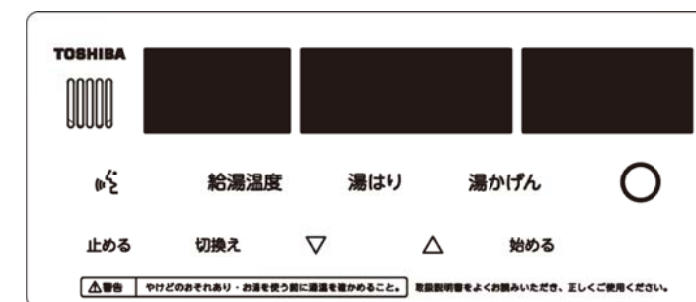 TOSHIBA
給湯温度 湯はり 湯かげん
止める 切換え ▽ △ 始める
⚠警告 やけどのおそれあり・お湯を使う前に湯温を確かめること。 取扱説明書をよくお読みいただき、正しくご使用ください。